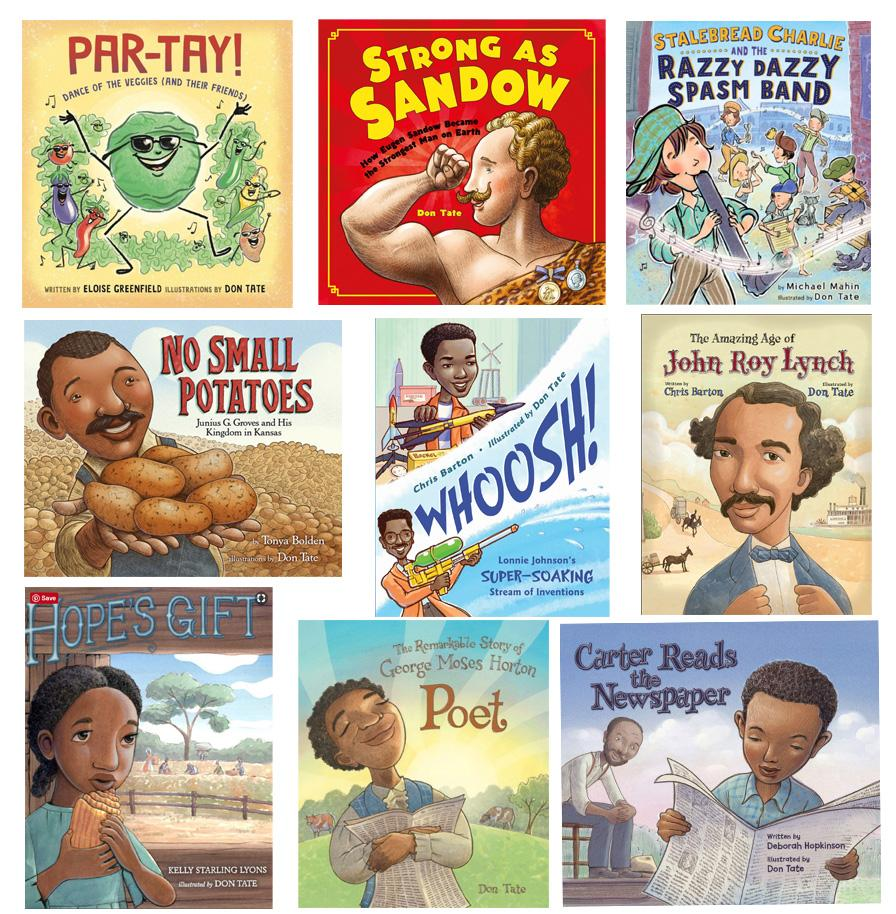 PAR-TAY!
DANCE OF THE VEGGIES (AND THEIR FRIENDS)
WRITTEN BY ELOISE GREENFIELD ILLUSTRATIONS BY DON TATE
STRONG AS
SANDOW
How Eugen Sandow Became
the Strongest Man on Earth
Don Tate
STALEBREAD CHARLIE
AND THE
RAZZY DAZZY
SPASM BAND
by Michael Mahin
illustrated by Don Tate
NO SMALL
POTATOES
Junius G. Groves and His
Kingdom in Kansas
by Tonya Bolden
illustrations by Don Tate
Chris Barton • Illustrated by Don Tate
WHOOSH!
Lonnie Johnson's
SUPER-SOAKING
Stream of Inventions
The Amazing Age of
John Roy Lynch
Written by
Chris Barton
Illustrated by
Don Tate
Save
HOPE'S GIFT
KELLY STARLING LYONS
illustrated by DON TATE
The Remarkable Story of
George Moses Horton
Poet
Don Tate
Carter Reads
the
Newspaper
Written by
Deborah Hopkinson
Illustrated by
Don Tate